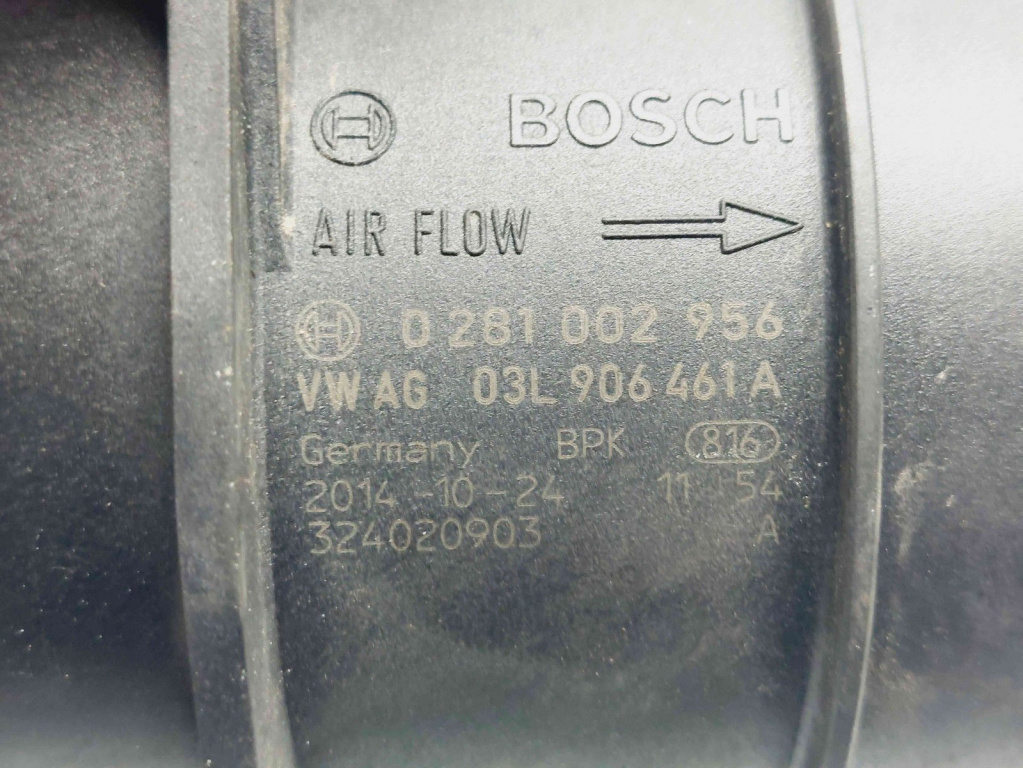 BOSCH
AIR FLOW
0 281 002 956
VW AG 03L 906 461 A
Germany BPK 816
2014-10-24 11 54
324020903 A